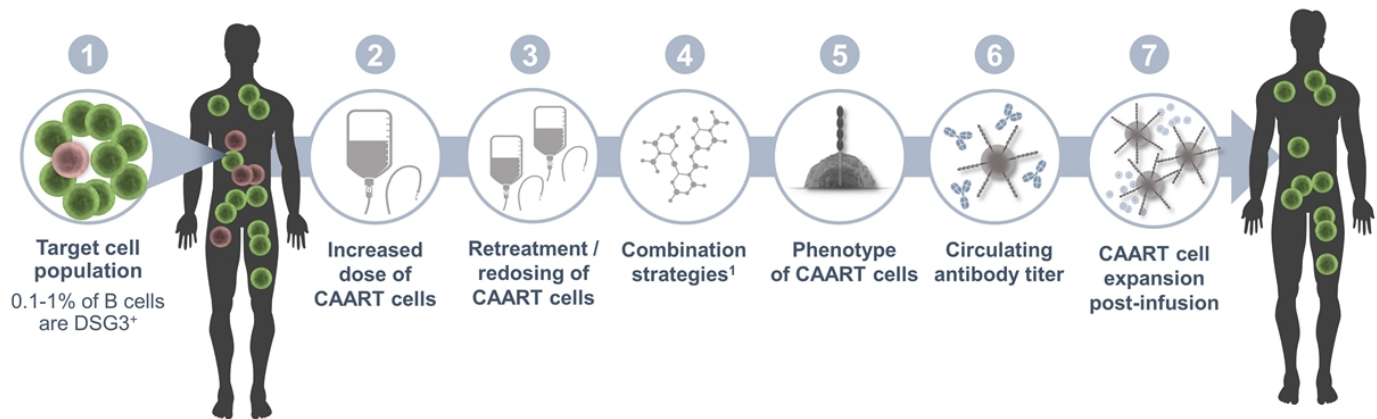 1
Target cell
population
0.1-1% of B cells
are DSG3⁺
2
Increased
dose of
CAART cells
3
Retreatment /
redosing of
CAART cells
4
Combination
strategies¹
5
Phenotype
of CAART cells
6
Circulating
antibody titer
7
CAART cell
expansion
post-infusion